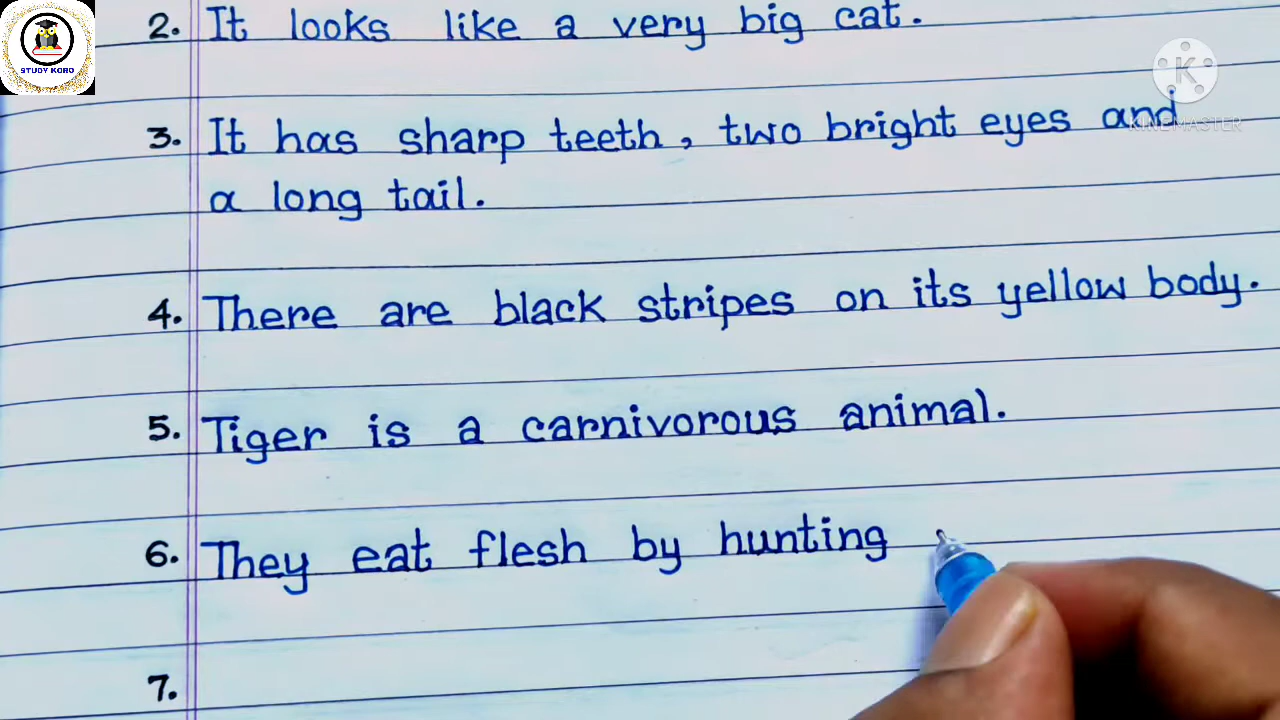 STUDY KORO
2. It looks like a very big cat.
K
KINEMASTER
3. It has sharp teeth, two bright eyes and
a long tail.
4. There are black stripes on its yellow body.
5. Tiger is a carnivorous animal.
6. They eat flesh by hunting
7.